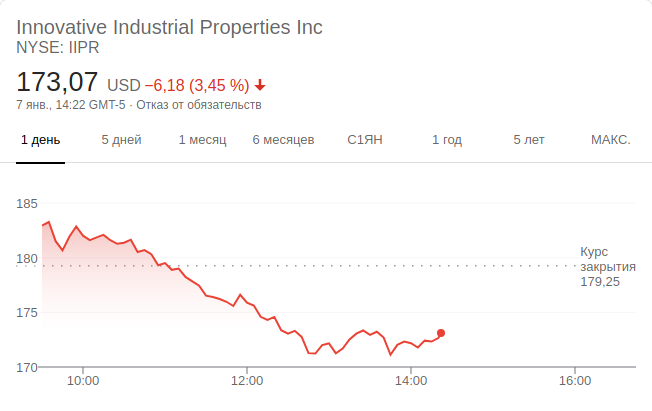 Innovative Industrial Properties Inc
NYSE: IIPR
173,07 USD −6,18 (3,45 %)
7 янв., 14:22 GMT-5 · Отказ от обязательств
1 день 5 дней 1 месяц 6 месяцев С1ЯН 1 год 5 лет МАКС.
185
180
175
170
Курс
закрытия
179,25
10:00 12:00 14:00 16:00